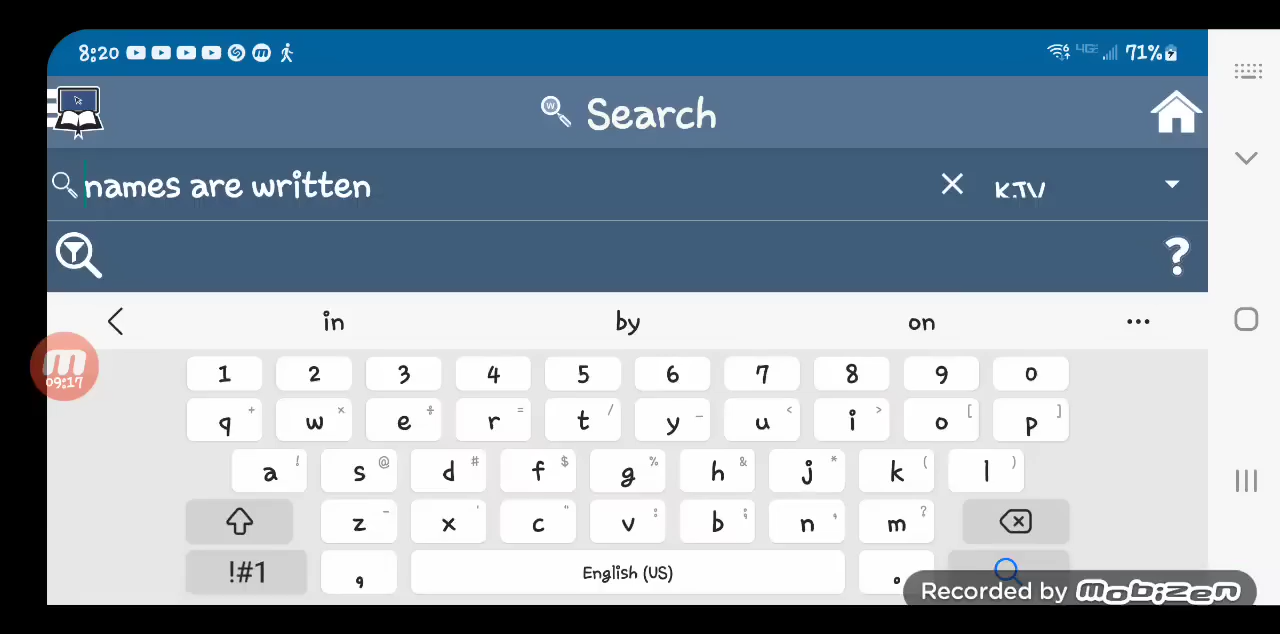 8:20 4GE 71%
W Search
names are written KJV
?
in by on ...
09:17
1 2 3 4 5 6 7 8 9 0
q + w × e ÷ r = t / y _ u < i > o [ p ]
a ! s @ d # f $ g % h & j * k ( l )
z - x ' c " v : b ; n , m ?
!#1 , English (US) .
Recorded by mobizen